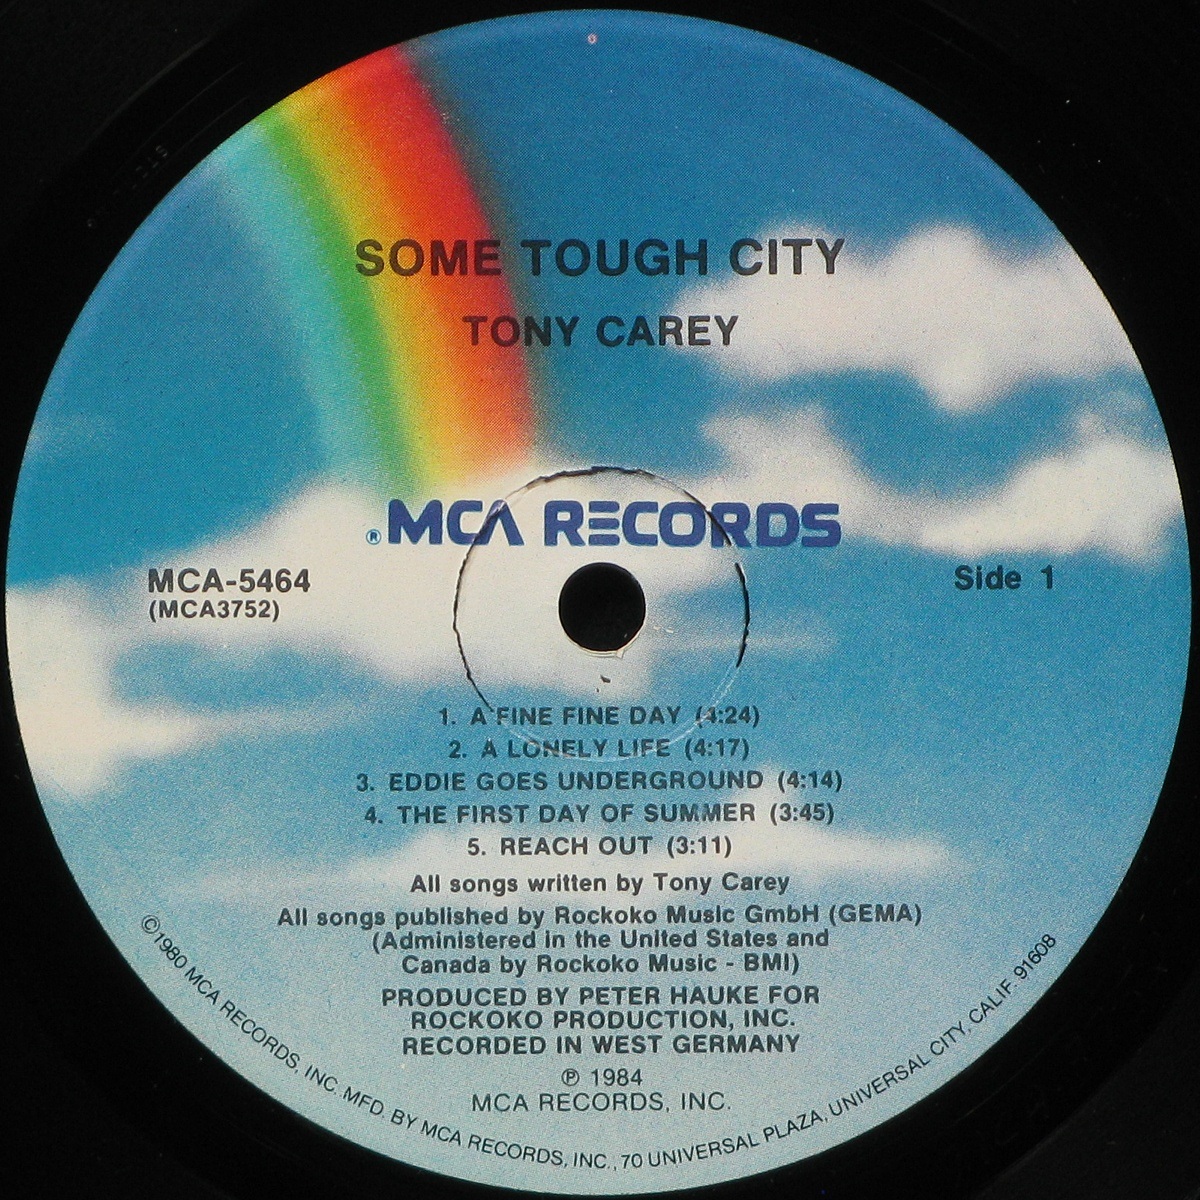 SOME TOUGH CITY
TONY CAREY
® MCA RECORDS
MCA-5464
(MCA3752)
Side 1
1. A FINE FINE DAY (4:24)
2. A LONELY LIFE (4:17)
3. EDDIE GOES UNDERGROUND (4:14)
4. THE FIRST DAY OF SUMMER (3:45)
5. REACH OUT (3:11)
All songs written by Tony Carey
All songs published by Rockoko Music GmbH (GEMA)
(Administered in the United States and
Canada by Rockoko Music - BMI)
PRODUCED BY PETER HAUKE FOR
ROCKOKO PRODUCTION, INC.
RECORDED IN WEST GERMANY
℗ 1984
MCA RECORDS, INC.
©1980 MCA RECORDS, INC. MFD. BY MCA RECORDS, INC., 70 UNIVERSAL PLAZA, UNIVERSAL CITY, CALIF. 91608